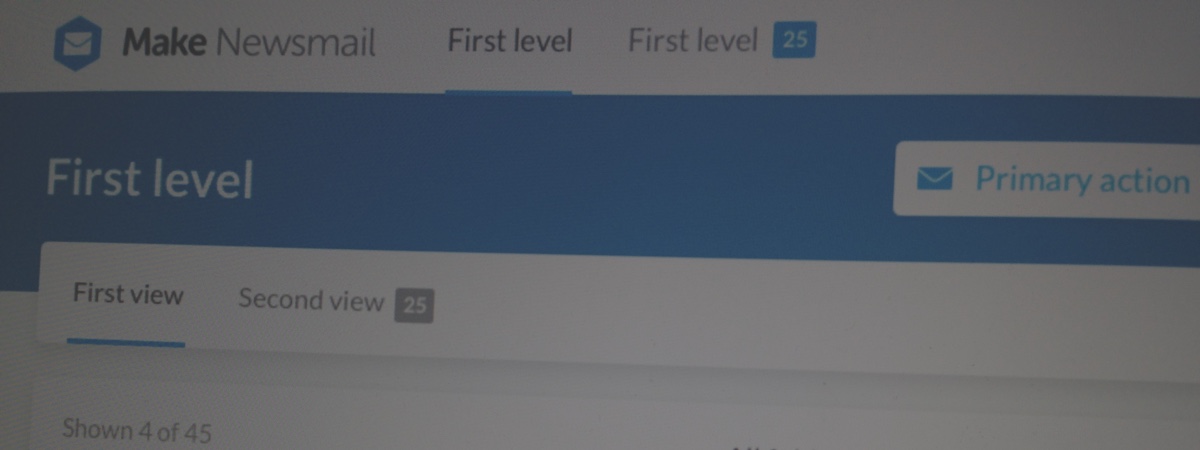 Make Newsmail First level First level 25
First level
Primary action
First view Second view 25
Shown 4 of 45